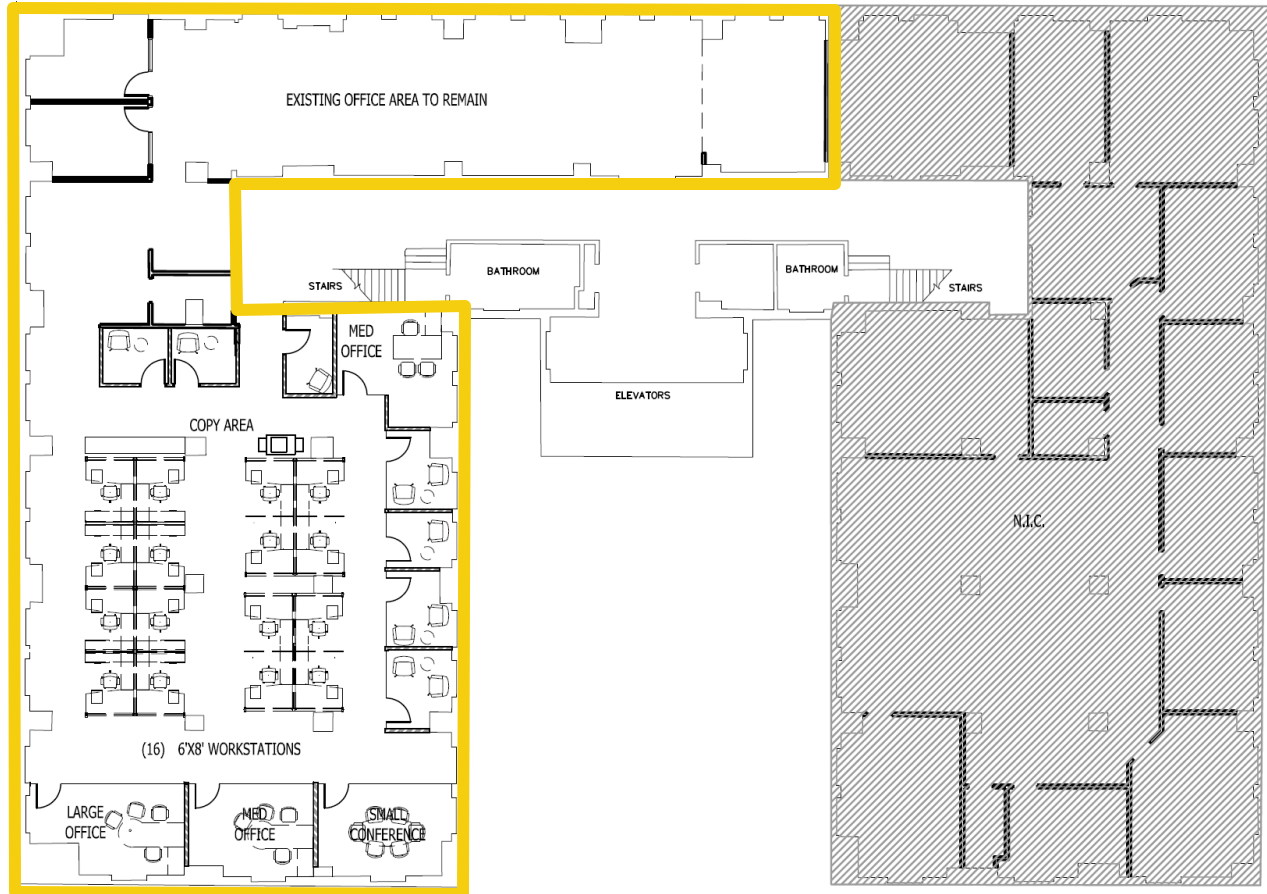 EXISTING OFFICE AREA TO REMAIN
BATHROOM
BATHROOM
STAIRS
STAIRS
MED
OFFICE
ELEVATORS
COPY AREA
N.I.C.
(16) 6'X8' WORKSTATIONS
LARGE
OFFICE
MED
OFFICE
SMALL
CONFERENCE